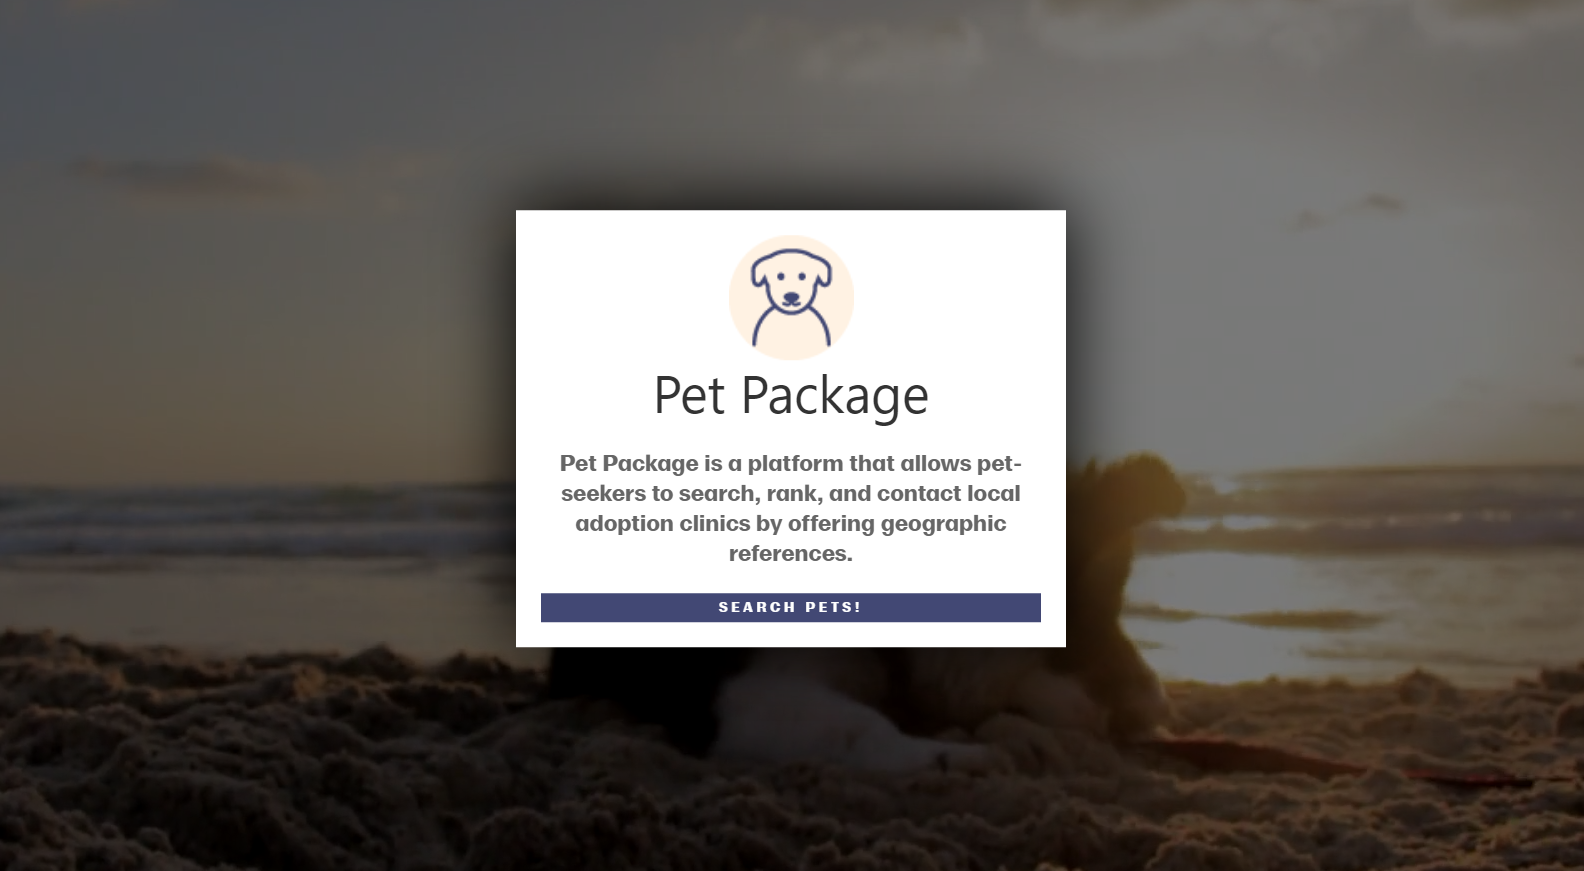 Pet Package
Pet Package is a platform that allows pet-
seekers to search, rank, and contact local
adoption clinics by offering geographic
references.
SEARCH PETS!